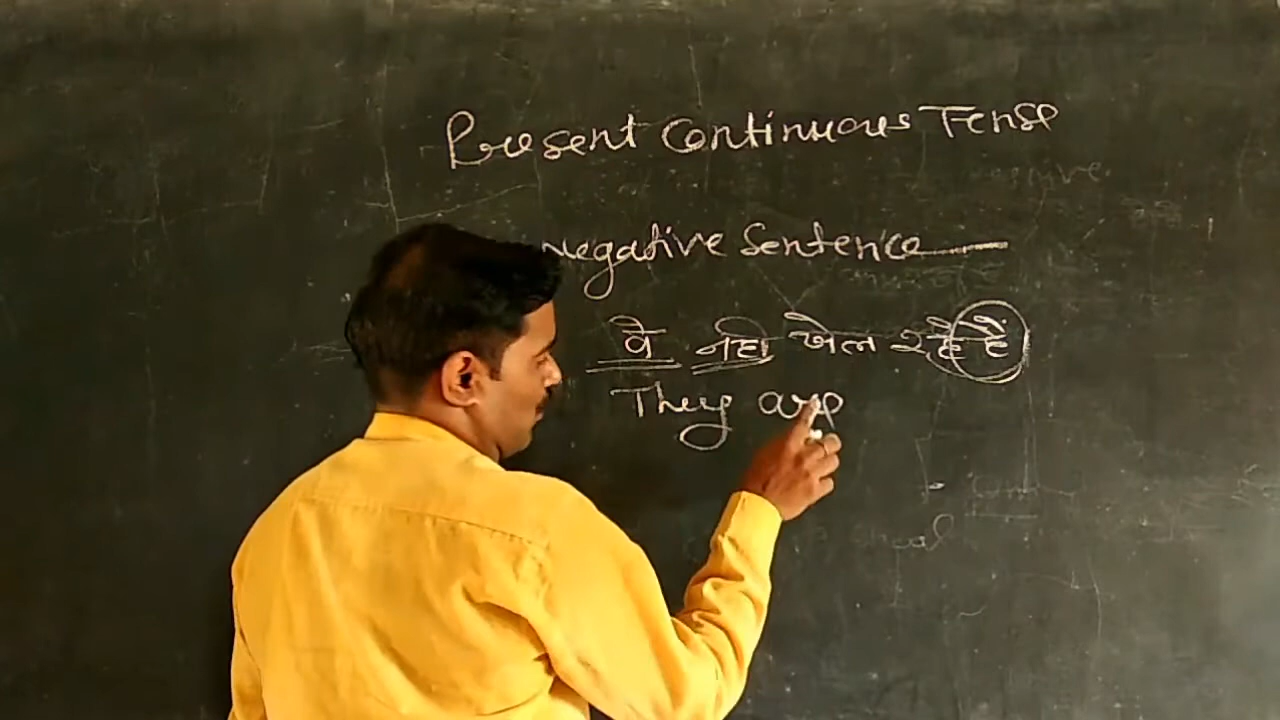 Present Continuous Tense
Negative Sentence
वे नही खेल रहे हैं
They are